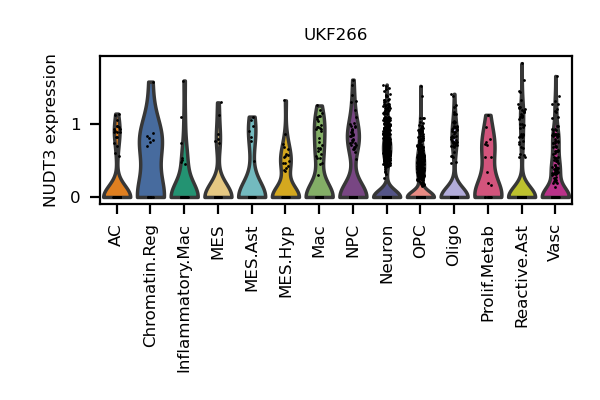 UKF266
NUDT3 expression
1
0
AC
Chromatin.Reg
Inflammatory.Mac
MES
MES.Ast
MES.Hyp
Mac
NPC
Neuron
OPC
Oligo
Prolif.Metab
Reactive.Ast
Vasc